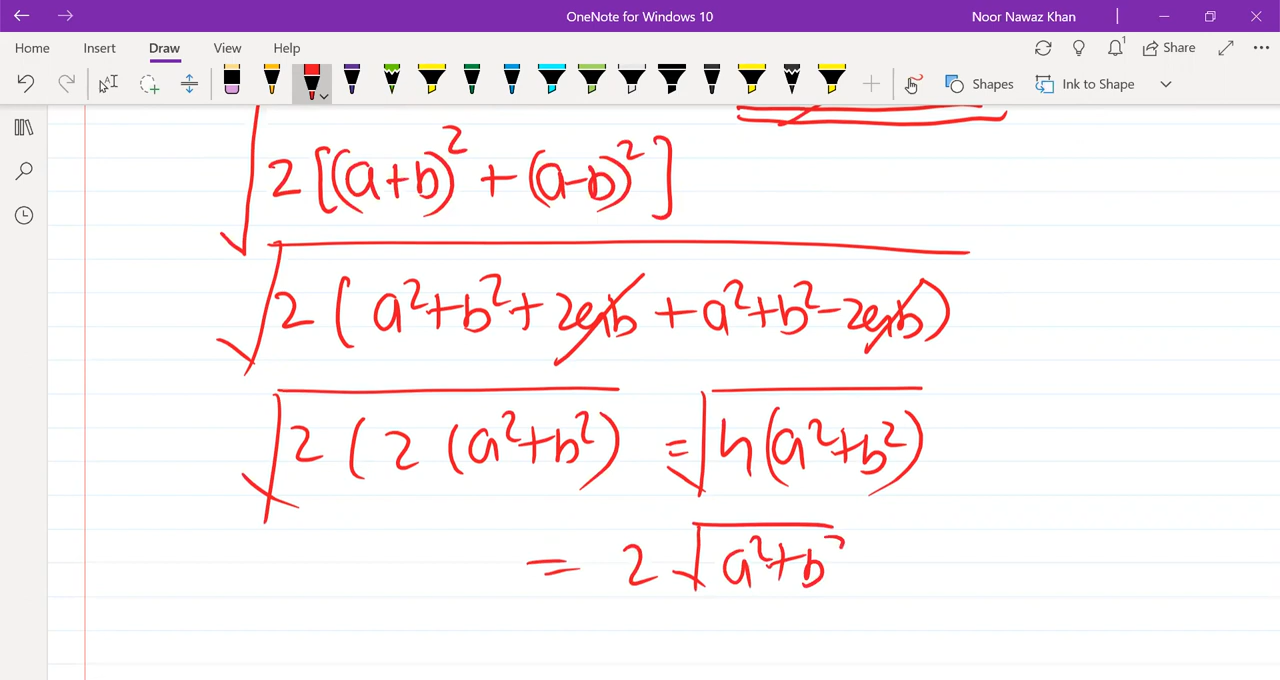 OneNote for Windows 10
Noor Nawaz Khan
Home Insert Draw View Help
1
Share
Shapes
Ink to Shape
√2[(a+b)² + (a-b)²]
√2(a²+b²+2ab+a²+b²-2ab)
√2(2(a²+b²) = √4(a²+b²)
= 2√a²+b²